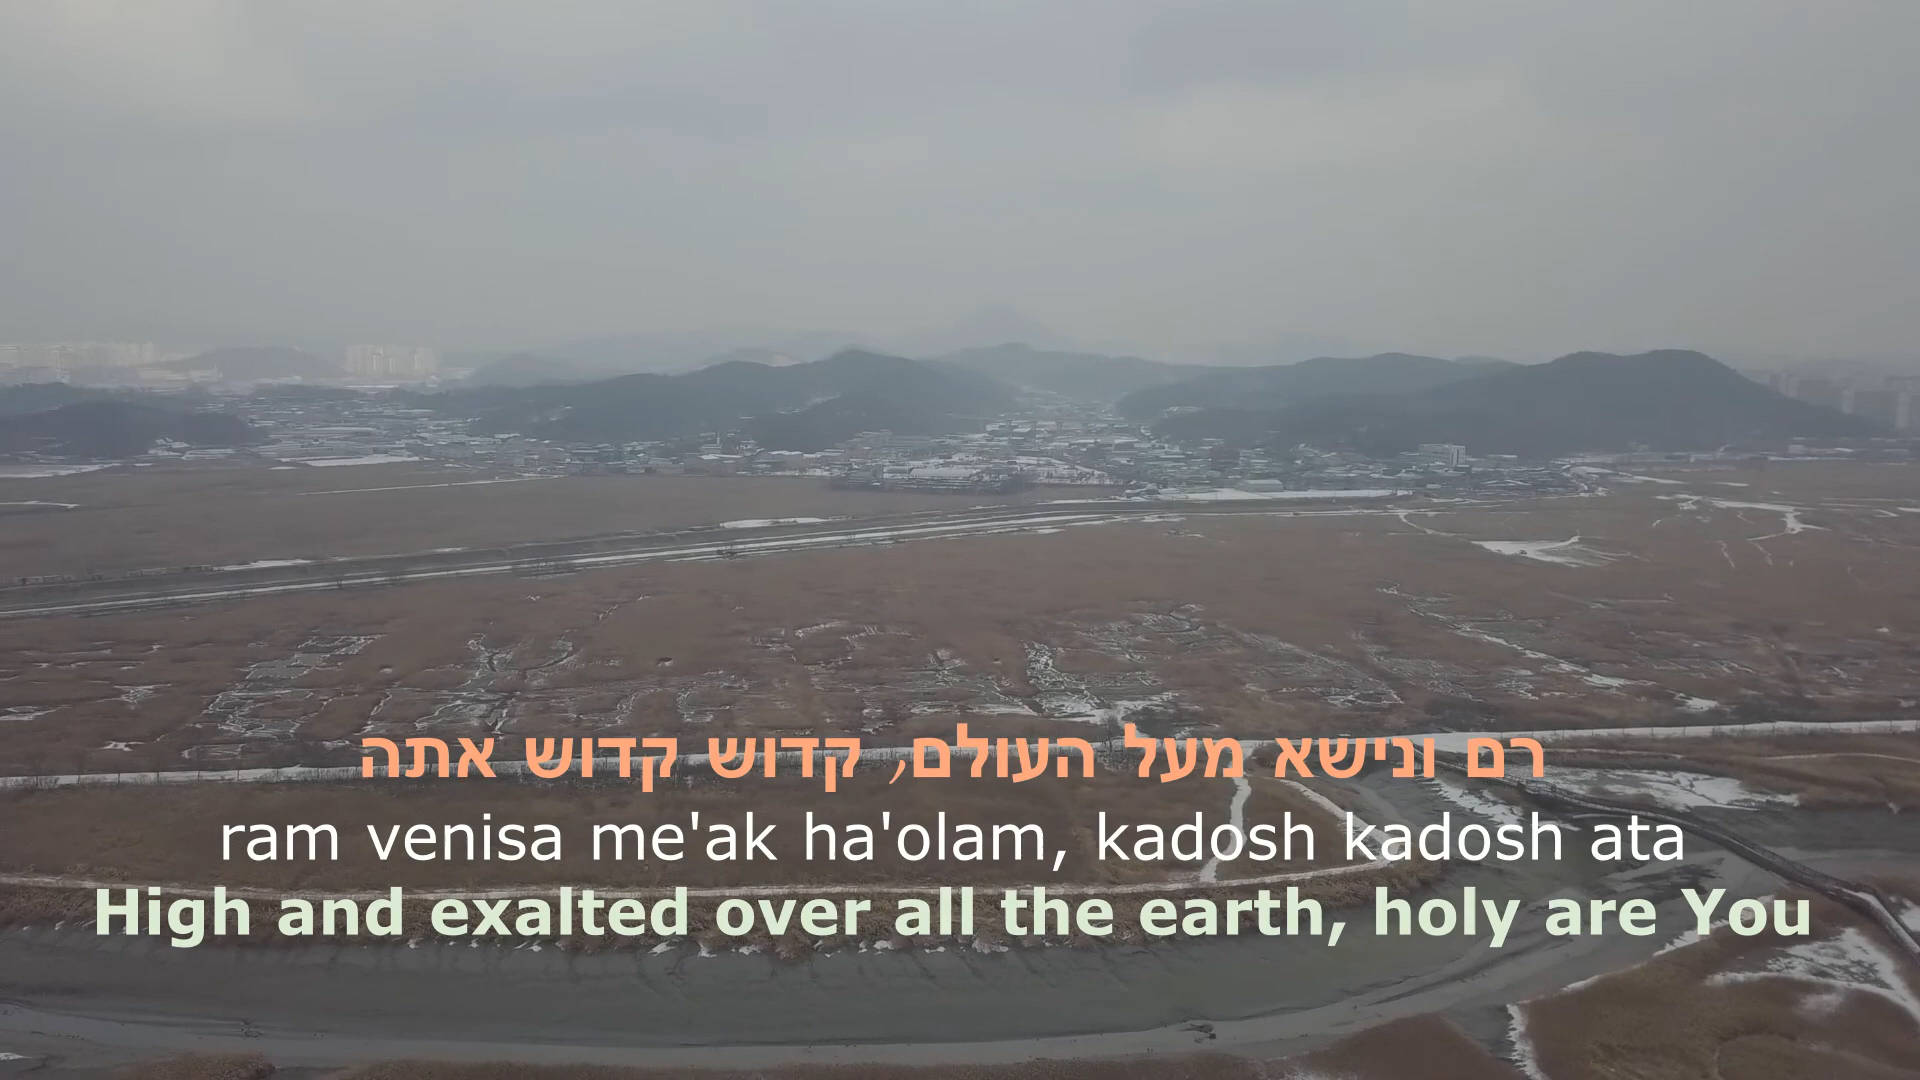 רם ונישא מעל העולם, קדוש קדוש אתה
ram venisa me'ak ha'olam, kadosh kadosh ata
High and exalted over all the earth, holy are You